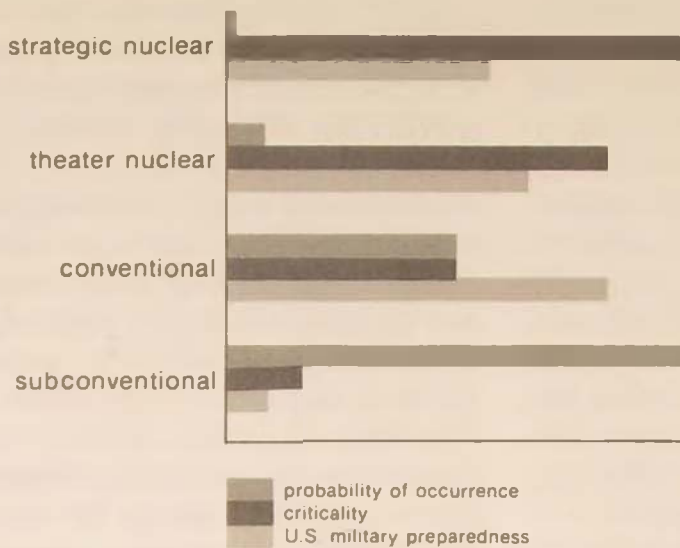 strategic nuclear
theater nuclear
conventional
subconventional
probability of occurrence
criticality
U.S. military preparedness